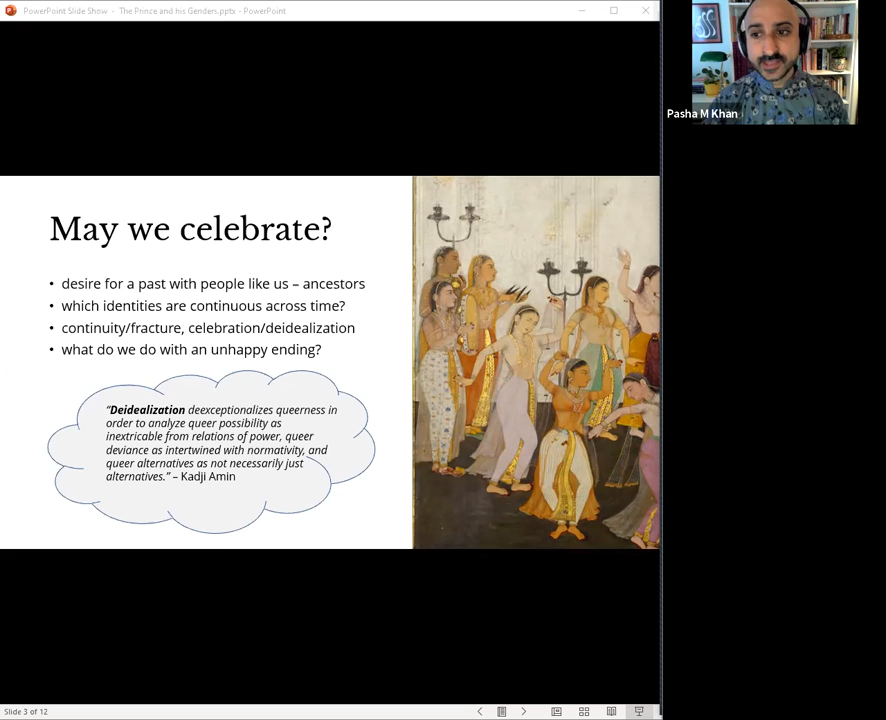 PowerPoint Slide Show - The Prince and his Genders.pptx - PowerPoint
Pasha M Khan
May we celebrate?
• desire for a past with people like us – ancestors
• which identities are continuous across time?
• continuity/fracture, celebration/deidealization
• what do we do with an unhappy ending?
“Deidealization deexceptionalizes queerness in
order to analyze queer possibility as
inextricable from relations of power, queer
deviance as intertwined with normativity, and
queer alternatives as not necessarily just
alternatives.” – Kadji Amin
Slide 3 of 12